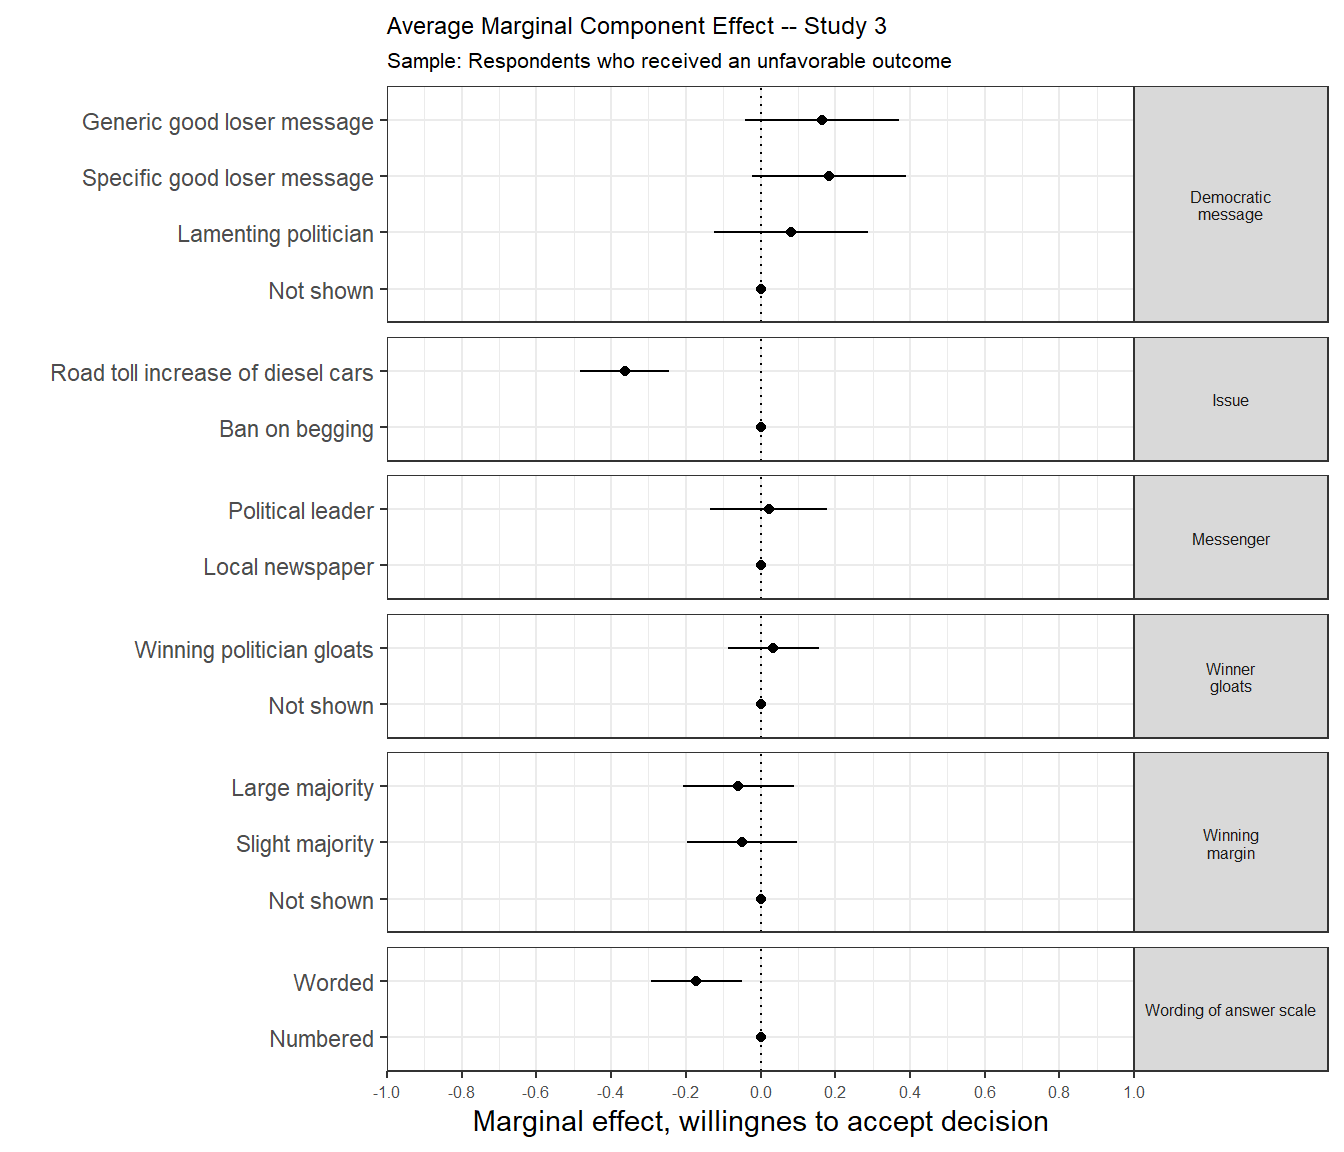 Average Marginal Component Effect -- Study 3
Sample: Respondents who received an unfavorable outcome
Generic good loser message
Specific good loser message
Lamenting politician
Not shown
Democratic
message
Road toll increase of diesel cars
Ban on begging
Issue
Political leader
Local newspaper
Messenger
Winning politician gloats
Not shown
Winner
gloats
Large majority
Slight majority
Not shown
Winning
margin
Worded
Numbered
Wording of answer scale
-1.0 -0.8 -0.6 -0.4 -0.2 0.0 0.2 0.4 0.6 0.8 1.0
Marginal effect, willingnes to accept decision